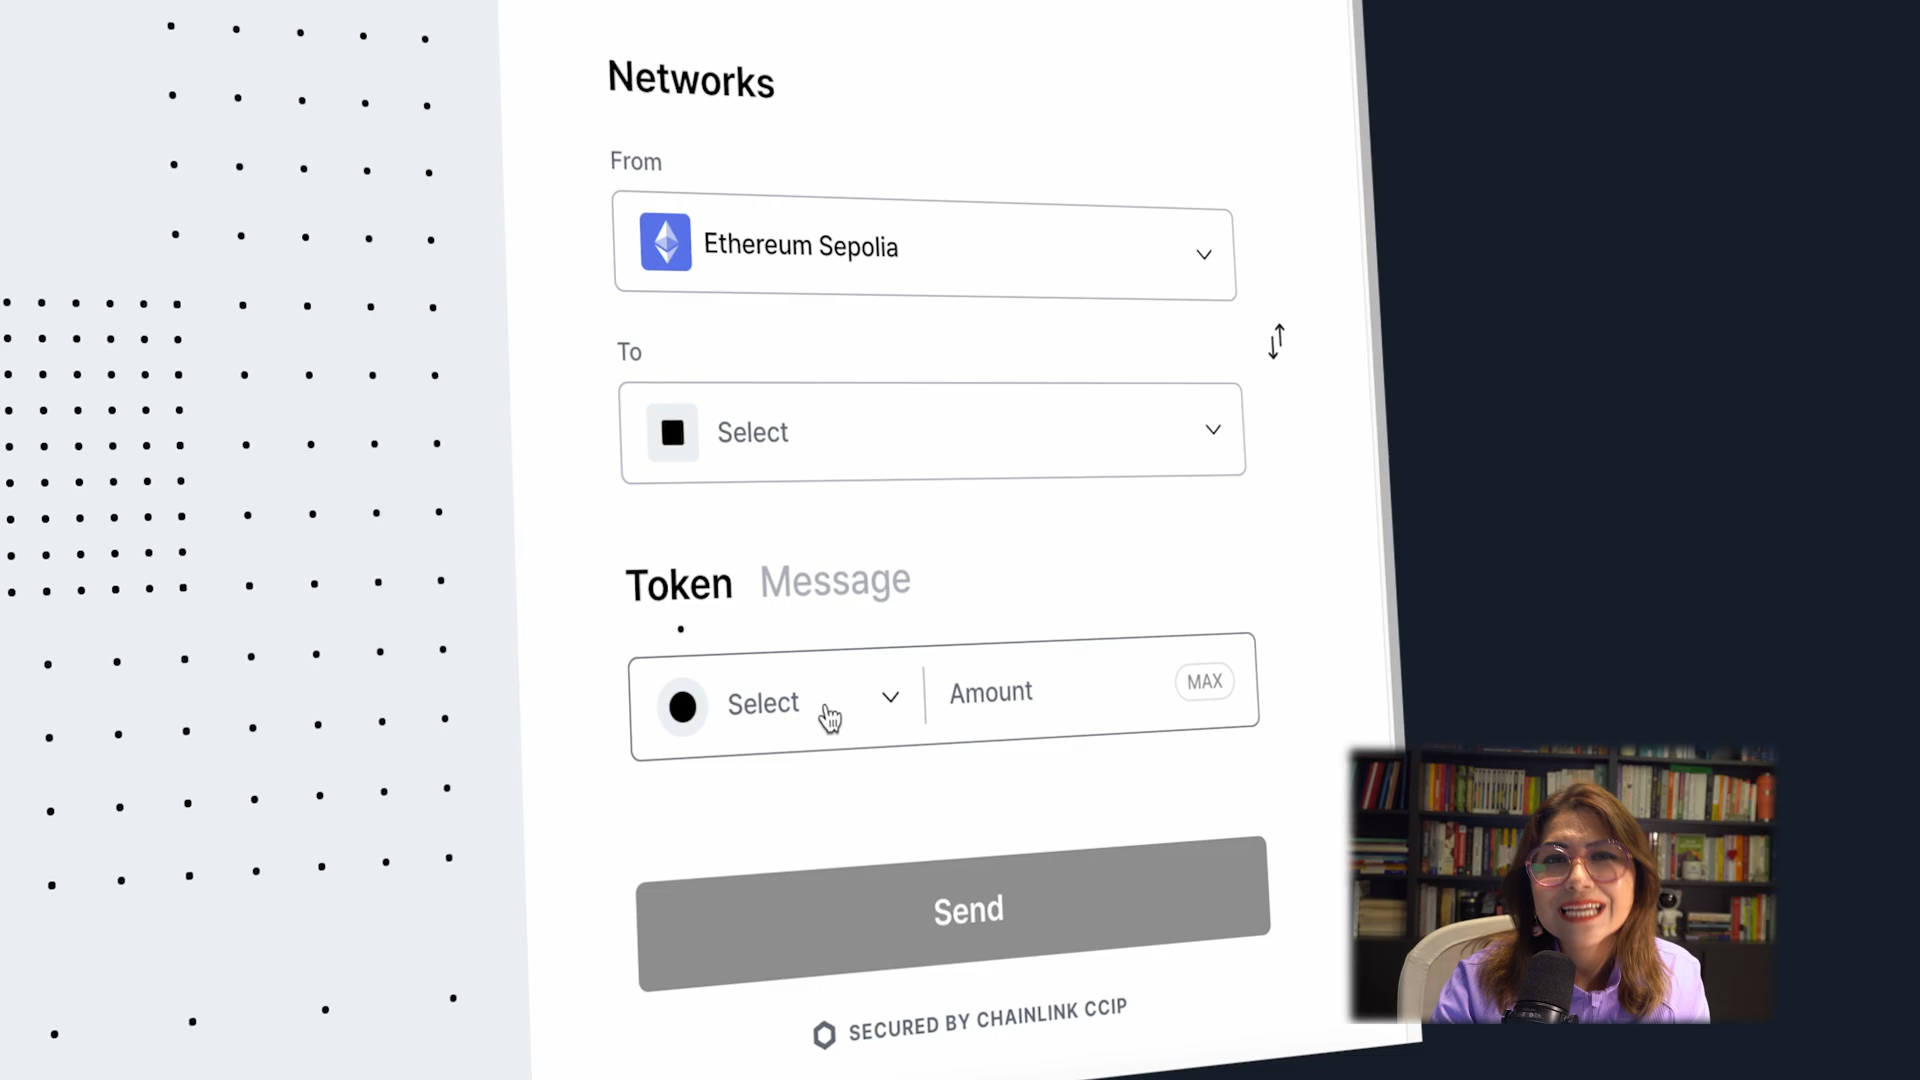 Networks
From
Ethereum Sepolia
To
Select
Token Message
Select Amount MAX
Send
SECURED BY CHAINLINK CCIP